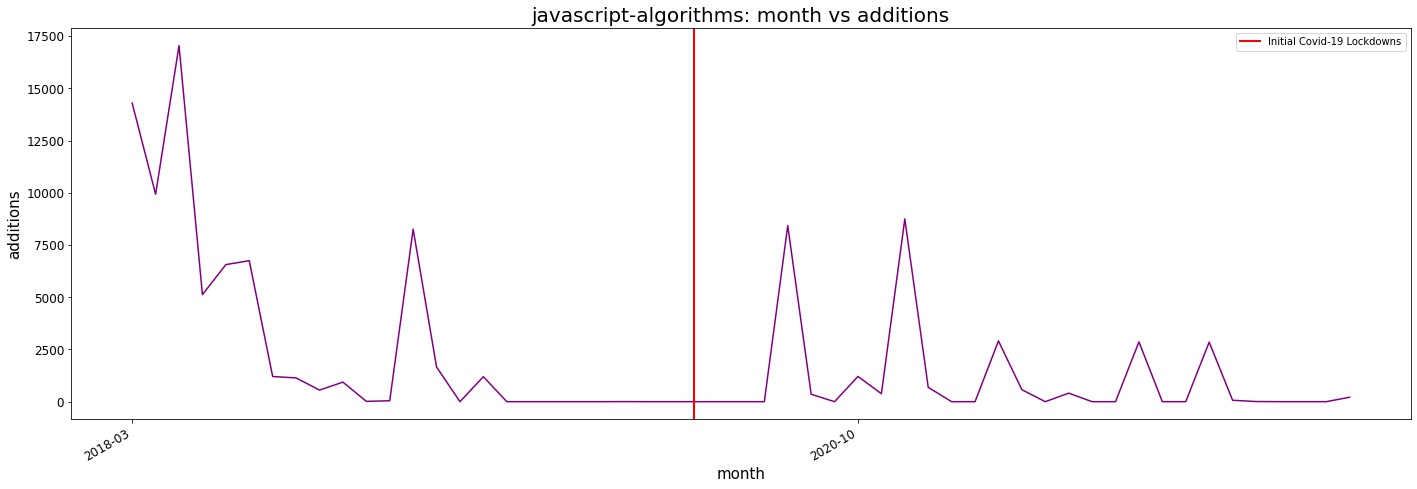 javascript-algorithms: month vs additions
Initial Covid-19 Lockdowns
17500
15000
12500
10000
7500
5000
2500
0
additions
2018-03
2020-10
month